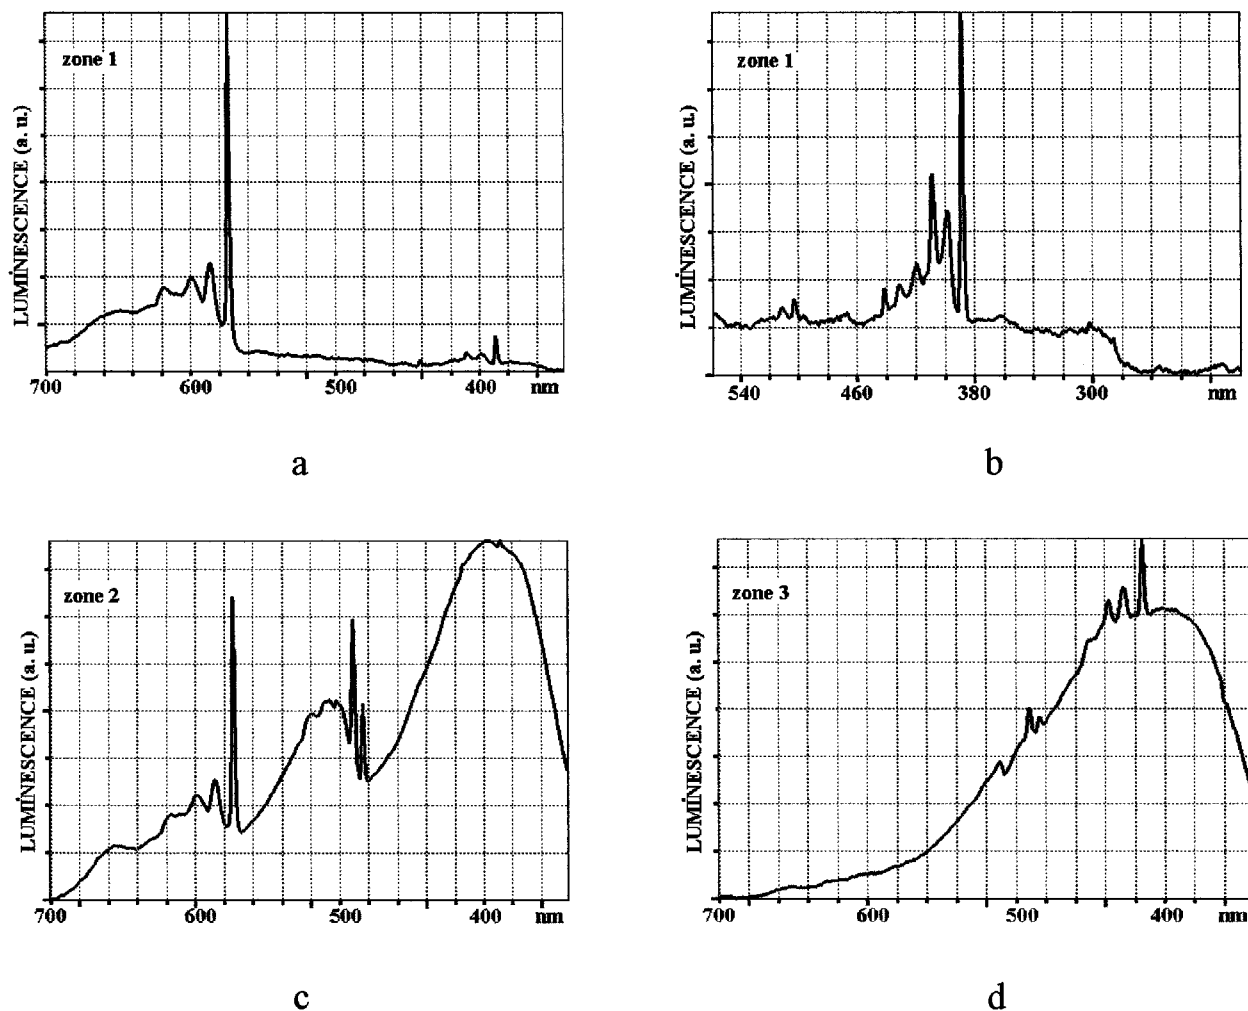 zone 1
LUMINESCENCE (a. u.)
700 600 500 400 nm
a
zone 1
LUMINESCENCE (a. u.)
540 460 380 300 nm
b
zone 2
LUMINESCENCE (a. u.)
700 600 500 400 nm
c
zone 3
LUMINESCENCE (a. u.)
700 600 500 400 nm
d